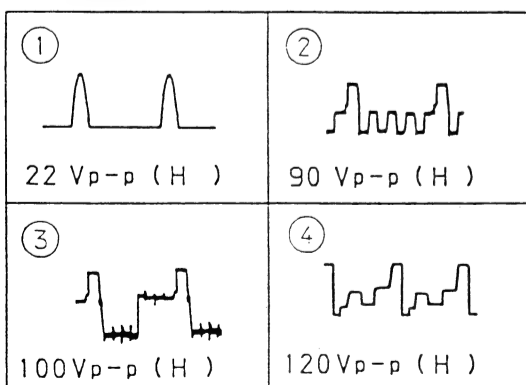 1
2
22 Vp-p ( H )
90 Vp-p ( H )
3
4
100Vp-p ( H )
120Vp-p ( H )